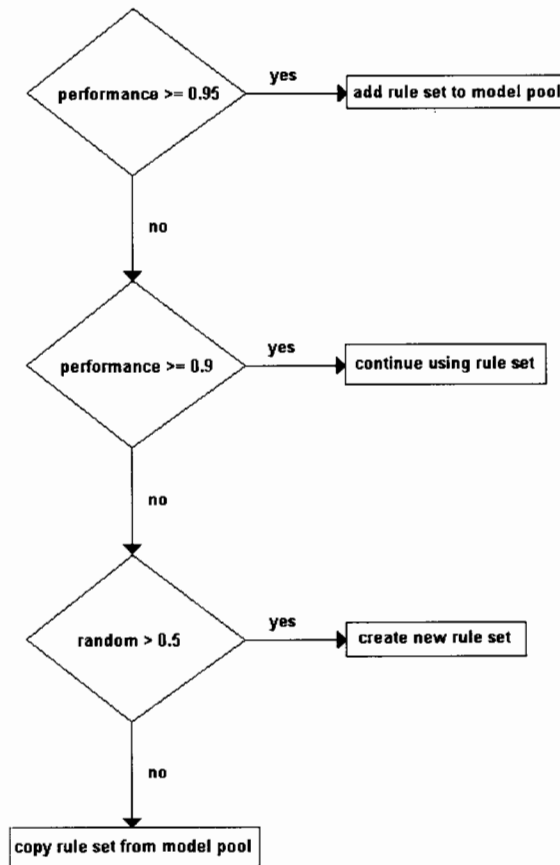 performance >= 0.95
yes
add rule set to model pool
no
performance >= 0.9
yes
continue using rule set
no
random > 0.5
yes
create new rule set
no
copy rule set from model pool